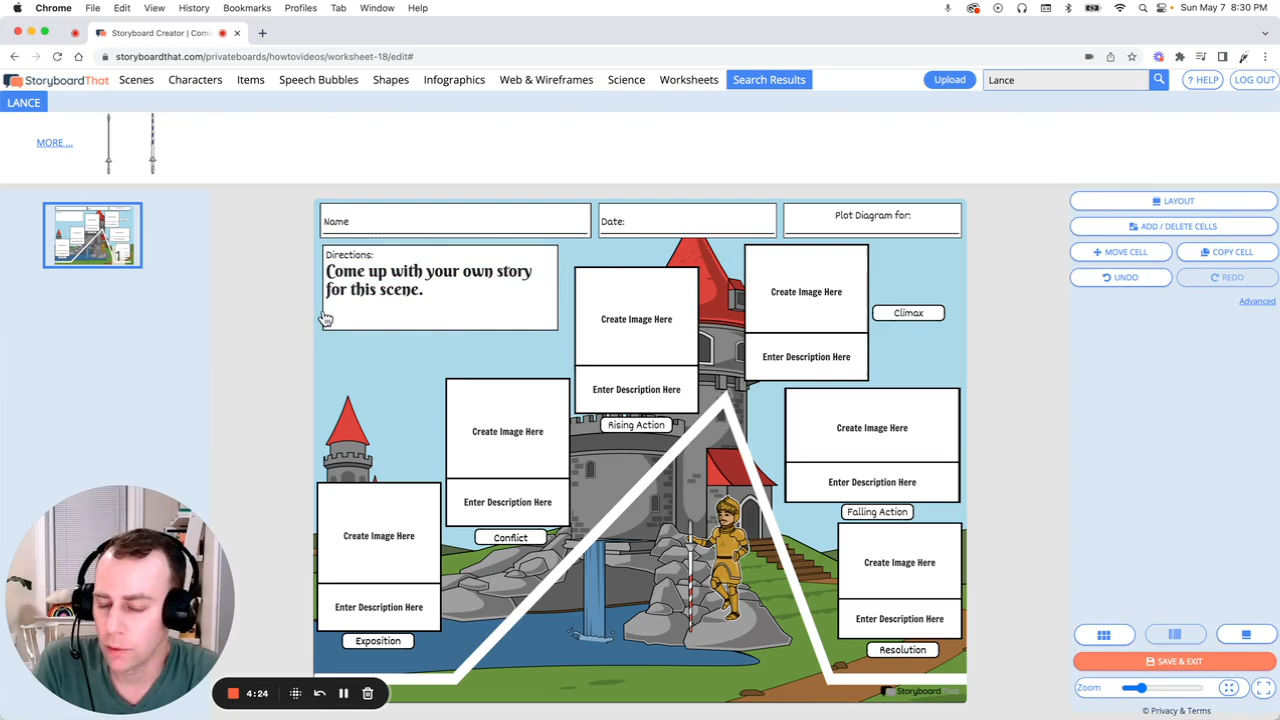 Chrome File Edit View History Bookmarks Profiles Tab Window Help Sun May 7 8:30 PM
Storyboard Creator | Comi
storyboardthat.com/privateboards/howtovideos/worksheet-18/edit#
StoryboardThat Scenes Characters Items Speech Bubbles Shapes Infographics Web & Wireframes Science Worksheets Search Results Upload Lance ? HELP LOG OUT
LANCE
MORE ...
LAYOUT
ADD / DELETE CELLS
MOVE CELL COPY CELL
UNDO REDO
Advanced
Name Date: Plot Diagram for:
Directions:
Come up with your own story
for this scene.
Create Image Here
Enter Description Here
Climax
Create Image Here
Enter Description Here
Rising Action
Create Image Here
Enter Description Here
Conflict
Create Image Here
Enter Description Here
Falling Action
Create Image Here
Enter Description Here
Exposition
Create Image Here
Enter Description Here
Resolution
StoryboardThat
4:24
SAVE & EXIT
Zoom
© Privacy & Terms